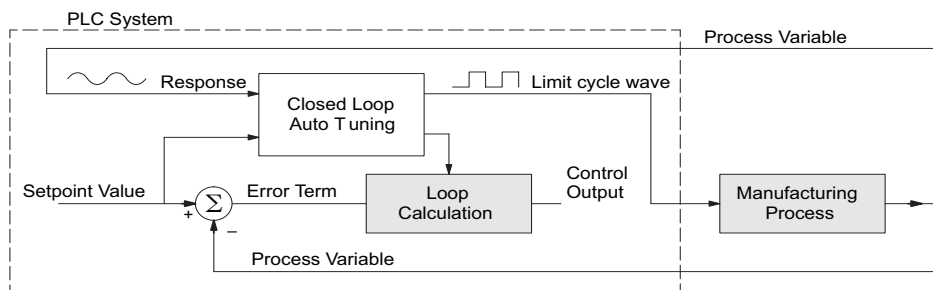 PLC System
Process Variable
Response
Limit cycle wave
Closed Loop
Auto Tuning
Setpoint Value
+
Σ
−
Error Term
Loop
Calculation
Control
Output
Manufacturing
Process
Process Variable